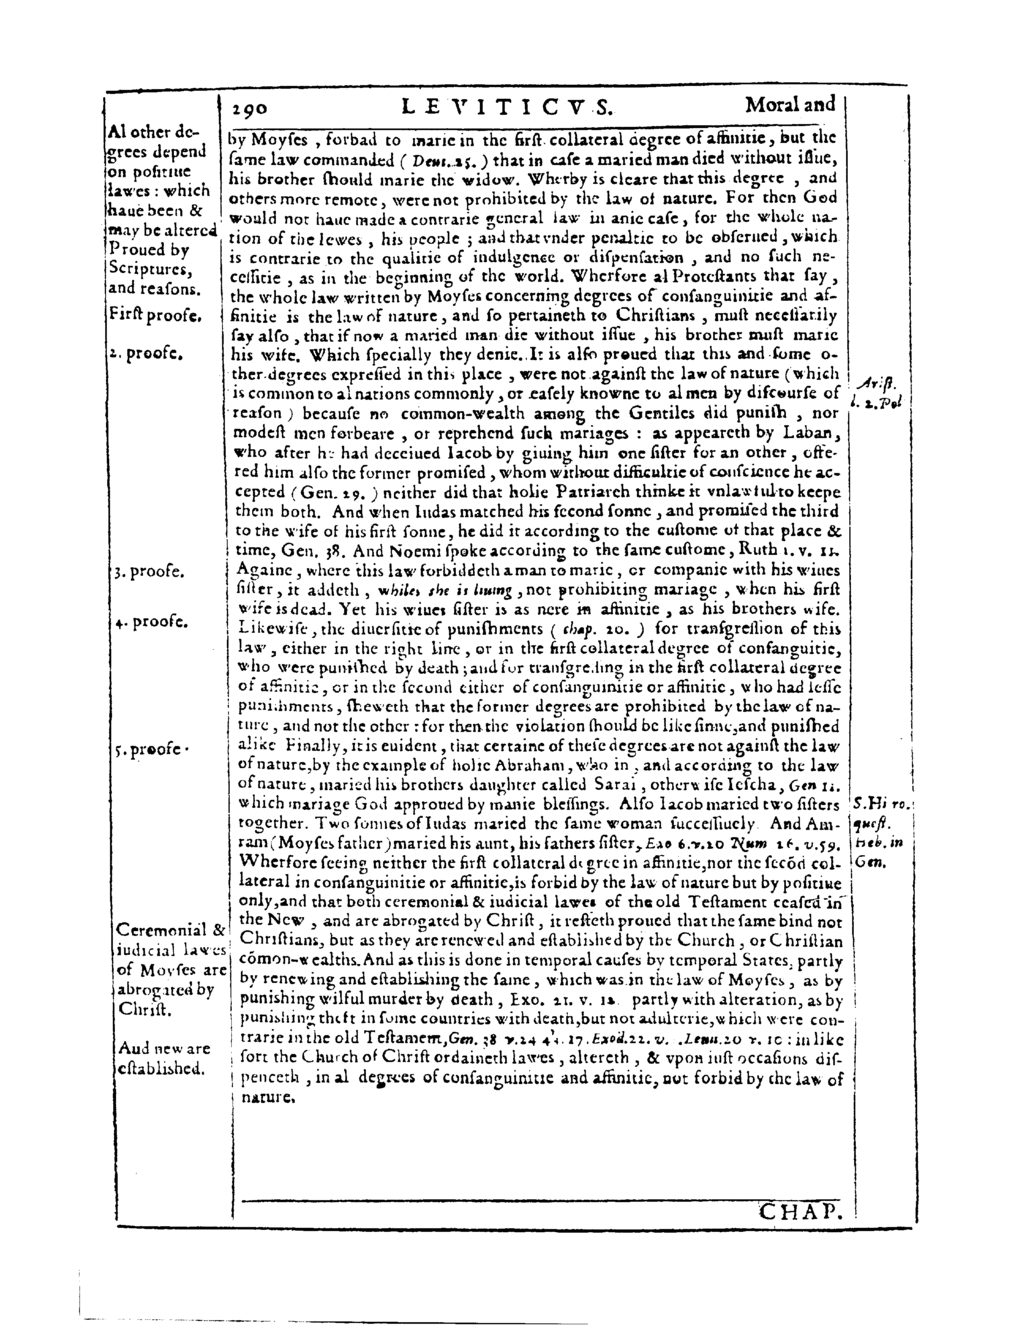 290 LEVITICVS. Moral and
Al other de-
grees depend
on positiue
lawes : which
haue been &
may be altered
Proued by
Scriptures,
and reasons.
First proofe.
2. proofe.
3. proofe.
4. proofe.
5. proofe.
Ceremonial &
iudicial lawes
of Moyses are
abrogated by
Christ.
Aud new are
established.
by Moyſes , forbad to marie in the firſt collateral degree of affinitie, but the
ſame law commanded ( Deut. 25. ) that in caſe a maried man died without iſſue,
his brother ſhould marie the widow. Wherby is cleare that this degree , and
others more remote, were not prohibited by the law of nature. For then God
would not haue made a contrarie general law in anie caſe, for the whole na-
tion of the Iewes , his people ; and that vnder penaltie to be obſerued, which
is contrarie to the qualitie of indulgence or diſpenſation , and no ſuch ne-
ceſſitie , as in the beginning of the world. Wherfore al Proteſtants that ſay ,
the whole law written by Moyſes concerning degrees of conſanguinitie and af-
finitie is the law of nature, and ſo pertaineth to Chriſtians , muſt neceſſarily
ſay alſo , that if now a maried man die without iſſue , his brother muſt marie
his wife. Which ſpecially they denie. It is alſo proued that this and ſome o-
ther degrees expreſſed in this place , were not againſt the law of nature (which
is common to al nations commonly, or eaſely knowne to al men by diſcourſe of
reaſon ) becauſe no common-wealth among the Gentiles did puniſh , nor
modeſt men forbeare , or reprehend ſuch mariages : as appeareth by Laban,
who after he had deceiued Iacob by giuing him one ſiſter for an other , offe-
red him alſo the former promiſed , whom without difficultie of conſcience he ac-
cepted ( Gen. 29. ) neither did that holie Patriarch thinke it vnlawful to keepe
them both. And when Iudas matched his ſecond ſonne , and promiſed the third
to the wife of his firſt ſonne, he did it according to the cuſtome of that place &
time, Gen. 38. And Noemi ſpoke according to the ſame cuſtome, Ruth 1. v. 11.
Againe, where this law forbiddeth a man to marie, or companie with his wiues
ſiſter, it addeth , whiles ſhe is liuing , not prohibiting mariage , when his firſt
wife is dead. Yet his wiues ſiſter is as nere in affinitie , as his brothers wife.
Likewiſe, the diuerſitie of puniſhments ( chap. 20. ) for tranſgreſſion of this
law , either in the right line, or in the firſt collateral degree of conſanguitie,
who were puniſhed by death ; and for tranſgreſſing in the firſt collateral degree
of affinitie, or in the ſecond either of conſanguinitie or affinitie, who had leſſe
puniſhments, ſheweth that the former degrees are prohibited by the law of na-
ture, and not the other : for then the violation ſhould be like ſinne, and puniſhed
alike Finally, it is euident, that certaine of theſe degrees are not againſt the law
of nature, by the example of holie Abraham, who in , and according to the law
of nature, maried his brothers daughter called Sarai , otherwiſe Ieſcha, Gen 11.
which mariage God approued by manie bleſſings. Alſo Iacob maried two ſiſters
together. Two ſonnes of Iudas maried the ſame woman ſucceſſiuely. And Am-
ram (Moyſes father) maried his aunt, his fathers ſiſter, Exo 6. v. 20 Num 26. v. 59.
Wherfore ſeeing neither the firſt collateral degree in affinitie, nor the ſecõd col-
lateral in conſanguinitie or affinitie, is forbid by the law of nature but by poſitiue
only, and that both ceremonial & iudicial lawes of the old Teſtament ceaſed in
the New , and are abrogated by Chriſt , it reſteth proued that the ſame bind not
Chriſtians, but as they are renewed and eſtabliſhed by the Church , or Chriſtian
cõmon-wealths. And as this is done in temporal cauſes by temporal States, partly
by renewing and eſtabliſhing the ſame , which was in the law of Moyſes , as by
punishing wilful murder by death , Exo. 21. v. 12 partly with alteration, as by
punishing theft in ſome countries with death, but not adulterie, which were con-
trarie in the old Teſtament, Gen. 38 v. 24 44. 17. Exod. 22. v. . Leuit. 20 v. 10 : in like
ſort the Church of Chriſt ordaineth lawes , altereth , & vpon iuſt occaſions diſ-
penceth , in al degrees of conſanguinitie and affinitie, not forbid by the law of
nature.
Ariſt.
l. 2. Pol
S. Hiro.
quæſt.
heb. in
Gen.
CHAP.